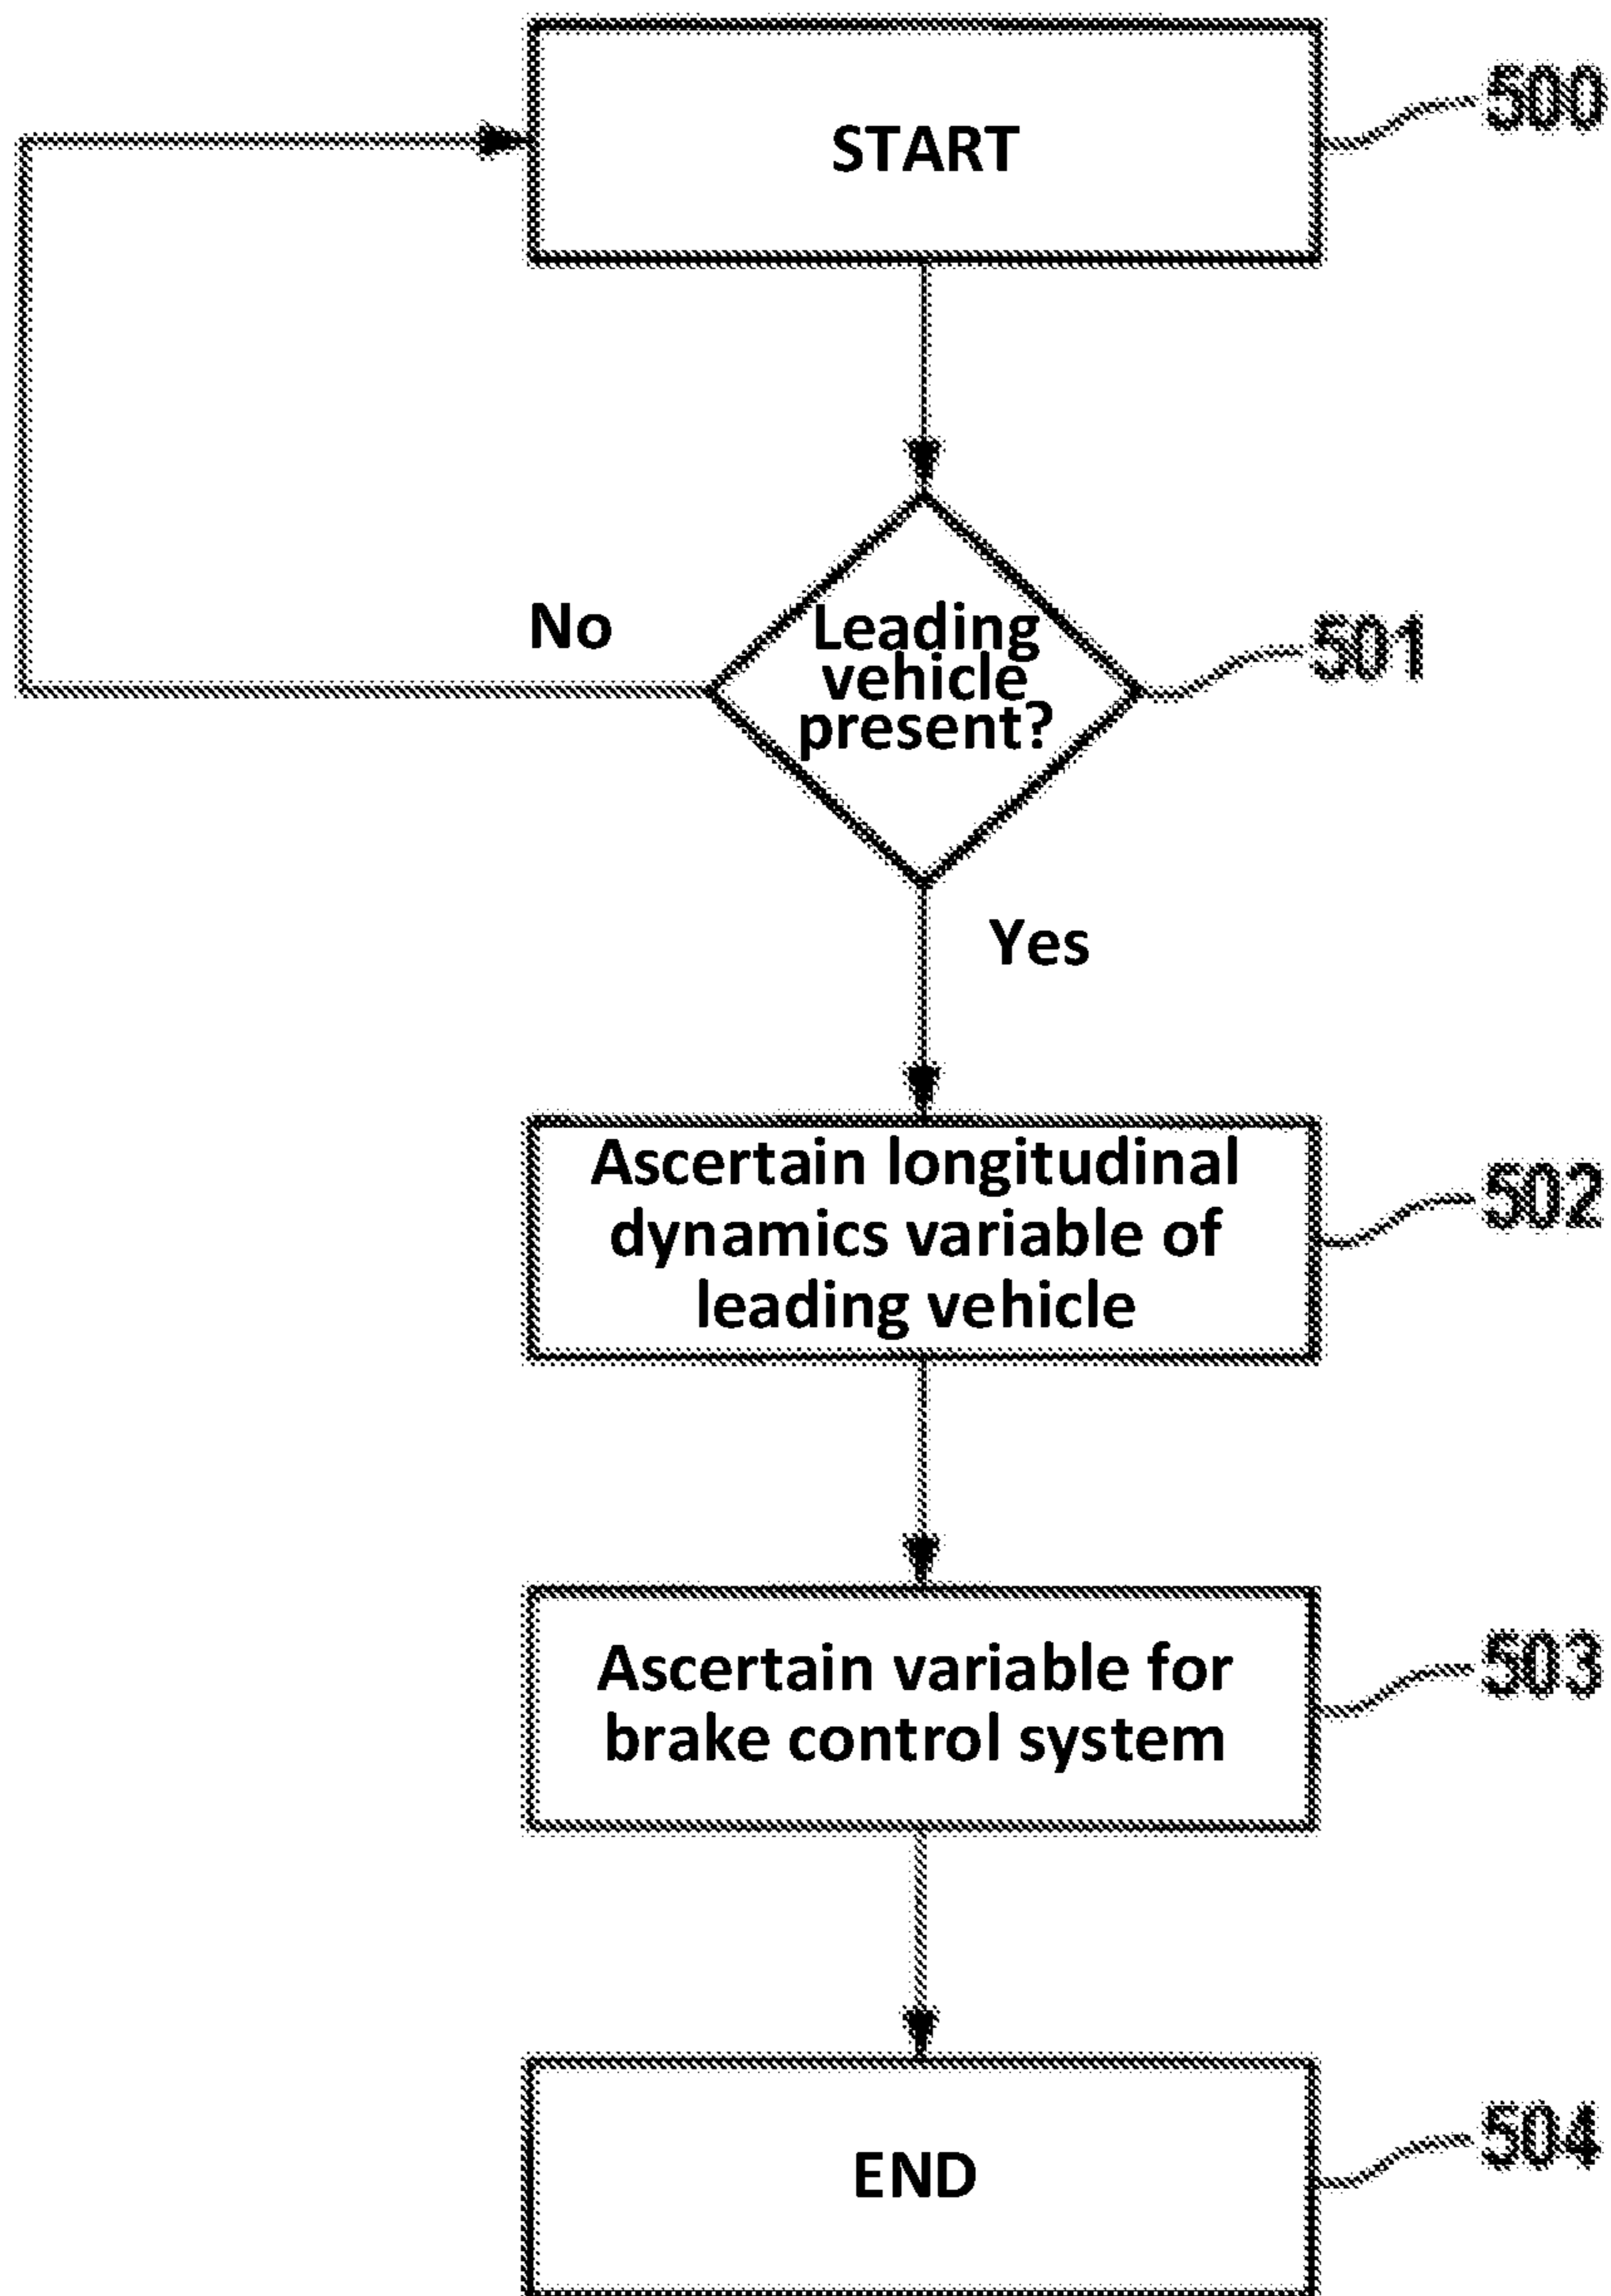 START
500
No
Leading
vehicle
present?
501
Yes
Ascertain longitudinal
dynamics variable of
leading vehicle
502
Ascertain variable for
brake control system
503
END
504